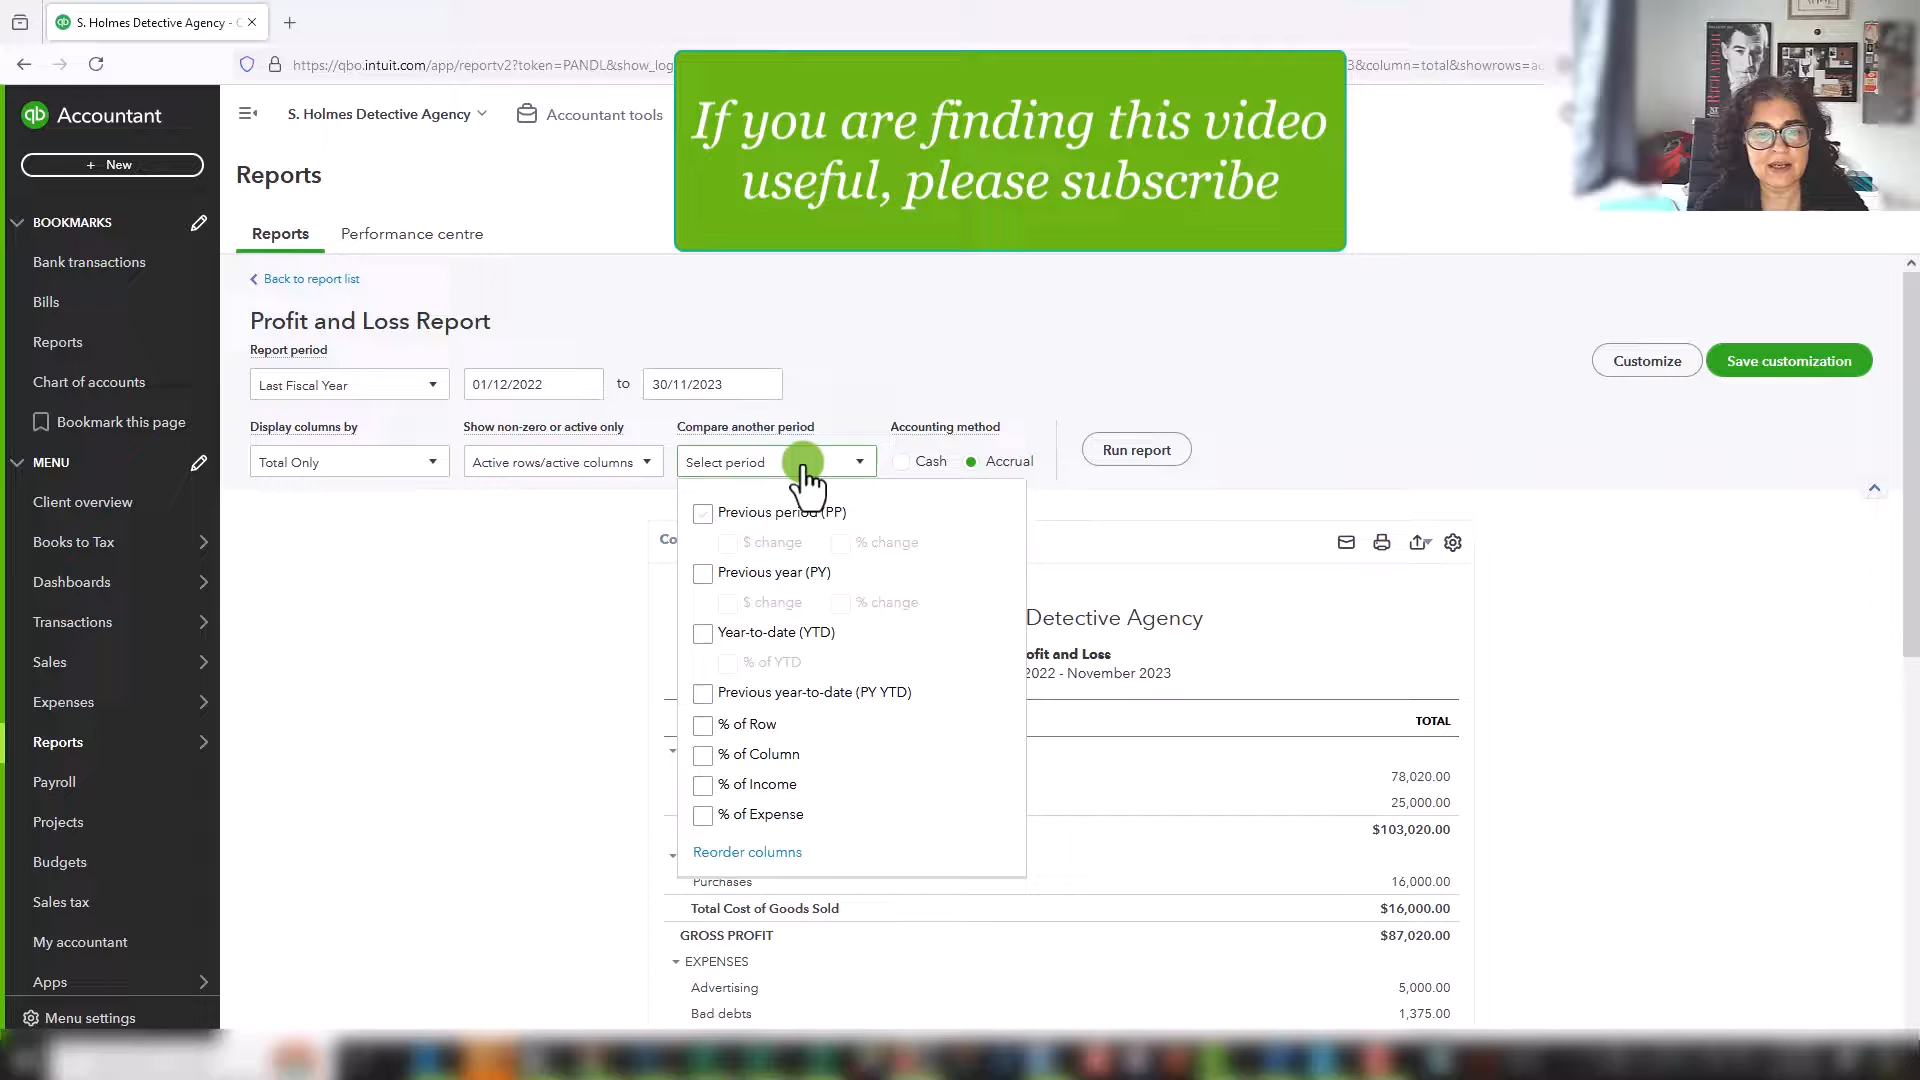 S. Holmes Detective Agency - C
https://qbo.intuit.com/app/reportv2?token=PANDL&show_log
3&column=total&showrows=ac
If you are finding this video
useful, please subscribe
qb Accountant
+ New
BOOKMARKS
Bank transactions
Bills
Reports
Chart of accounts
Bookmark this page
MENU
Client overview
Books to Tax
Dashboards
Transactions
Sales
Expenses
Reports
Payroll
Projects
Budgets
Sales tax
My accountant
Apps
Menu settings
S. Holmes Detective Agency
Accountant tools
Reports
Reports
Performance centre
Back to report list
Profit and Loss Report
Report period
Last Fiscal Year
01/12/2022
to
30/11/2023
Customize
Save customization
Display columns by
Show non-zero or active only
Compare another period
Accounting method
Total Only
Active rows/active columns
Select period
Cash
Accrual
Run report
Previous period (PP)
$ change
% change
Previous year (PY)
$ change
% change
Year-to-date (YTD)
% of YTD
Previous year-to-date (PY YTD)
% of Row
% of Column
% of Income
% of Expense
Reorder columns
Co
Detective Agency
ofit and Loss
2022 - November 2023
TOTAL
78,020.00
25,000.00
$103,020.00
Purchases 16,000.00
Total Cost of Goods Sold $16,000.00
GROSS PROFIT $87,020.00
EXPENSES
Advertising 5,000.00
Bad debts 1,375.00